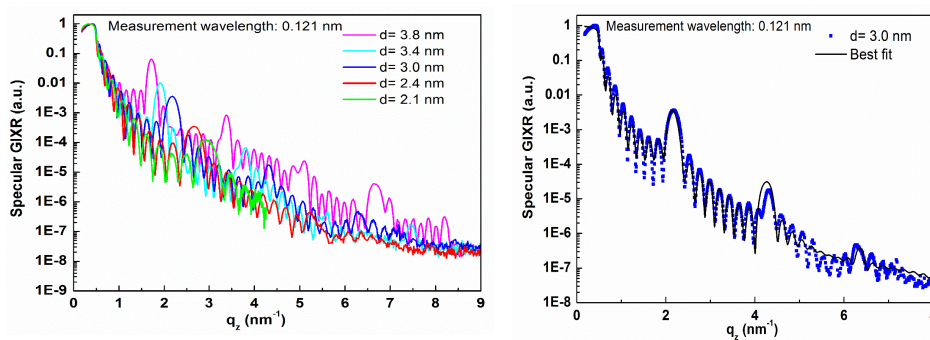 Measurement wavelength: 0.121 nm
d= 3.8 nm
d= 3.4 nm
d= 3.0 nm
d= 2.4 nm
d= 2.1 nm
Specular GIXR (a.u.)
1
0.1
0.01
1E-3
1E-4
1E-5
1E-6
1E-7
1E-8
1E-9
0 1 2 3 4 5 6 7 8 9
qz (nm-1)
Measurement wavelength: 0.121 nm
d= 3.0 nm
Best fit
Specular GIXR (a.u.)
1
0.1
0.01
1E-3
1E-4
1E-5
1E-6
1E-7
1E-8
0 2 4 6
qz (nm-1)